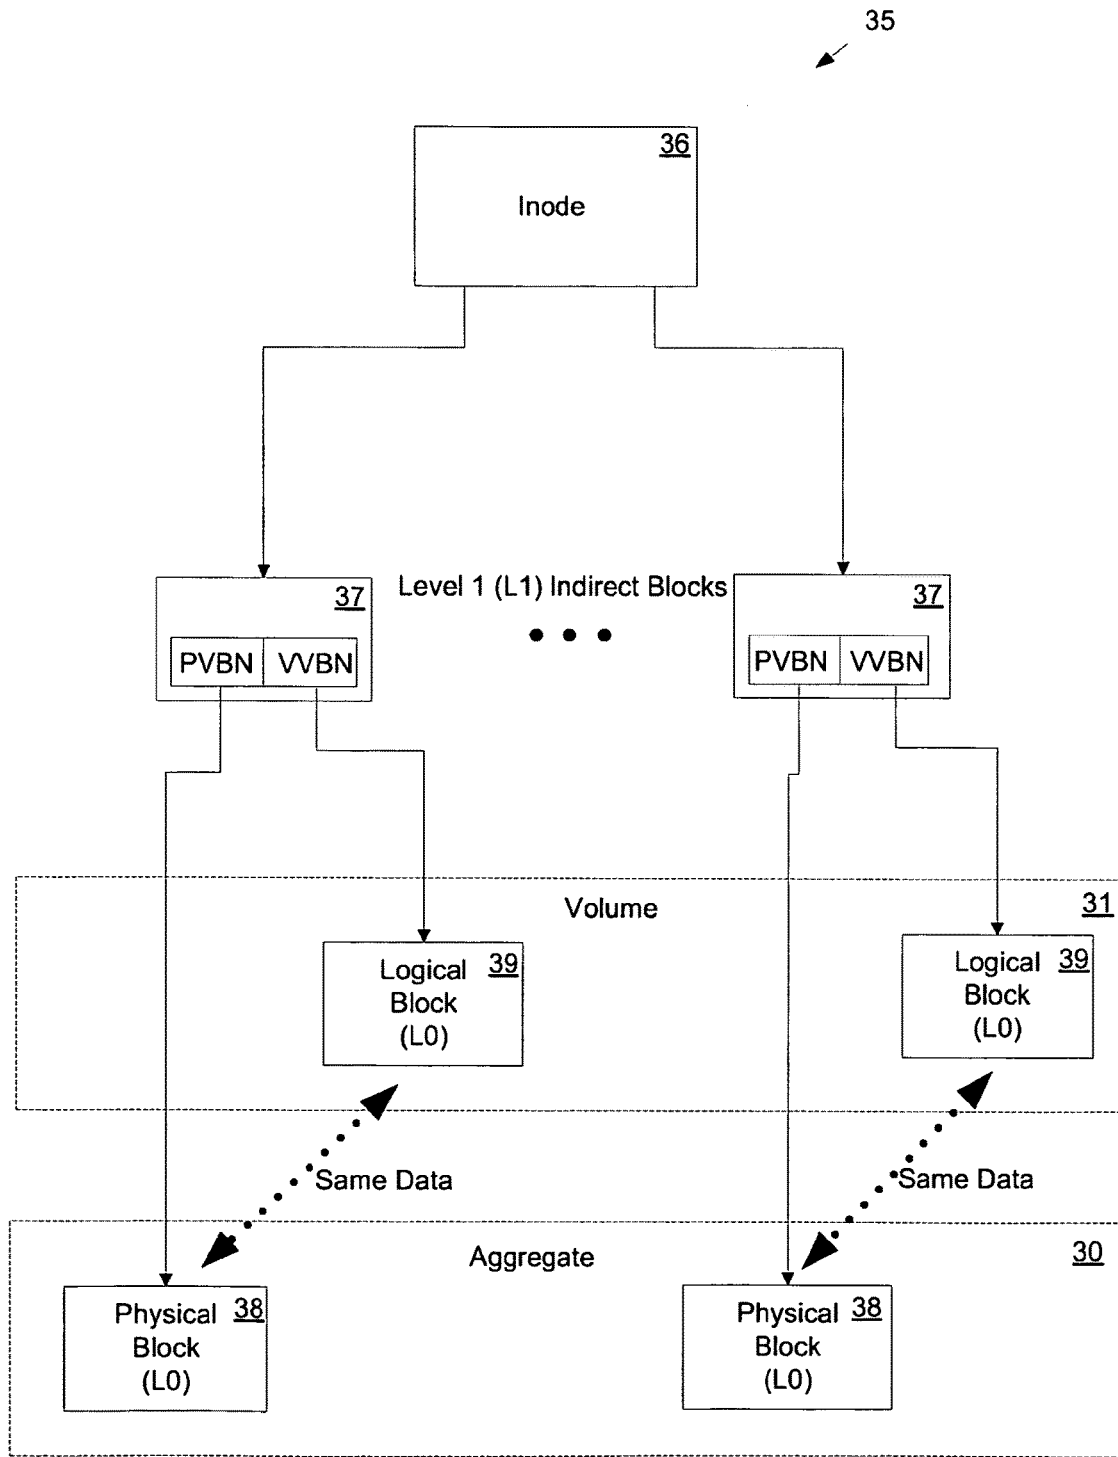 35
36
Inode
37
Level 1 (L1) Indirect Blocks
37
PVBN VVBN
PVBN VVBN
Volume
31
Logical
Block
(L0)
39
Logical
Block
(L0)
39
Same Data
Same Data
Aggregate
30
Physical
Block
(L0)
38
Physical
Block
(L0)
38